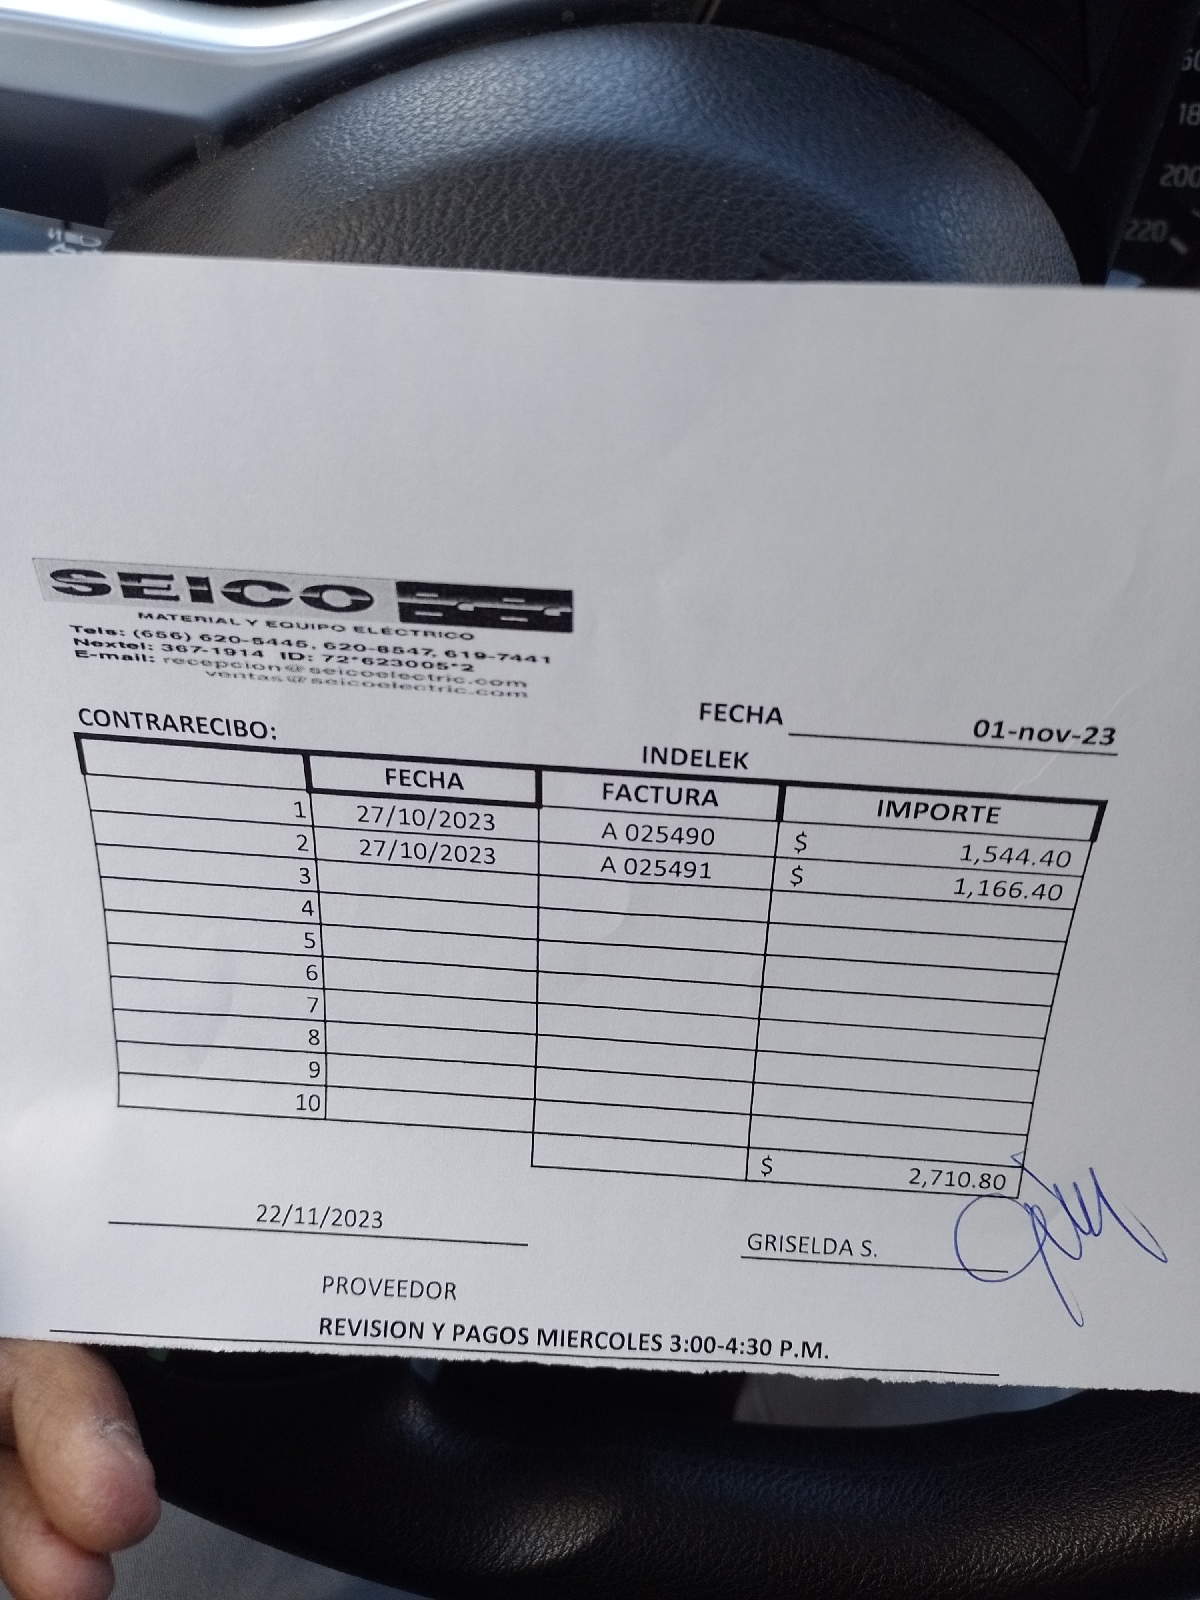 200
220
SEICO
MATERIAL Y EQUIPO ELÉCTRICO
Tels: (656) 620-5445, 620-8547, 619-7441
Nextel: 367-1914 ID: 72*623005*2
E-mail: recepcion@seicoelectric.com
ventas@seicoelectric.com
FECHA 01-nov-23
CONTRARECIBO: INDELEK
FECHA FACTURA IMPORTE
1 27/10/2023 A 025490 $ 1,544.40
2 27/10/2023 A 025491 $ 1,166.40
3
4
5
6
7
8
9
10
$ 2,710.80
22/11/2023 GRISELDA S.
PROVEEDOR
REVISION Y PAGOS MIERCOLES 3:00-4:30 P.M.